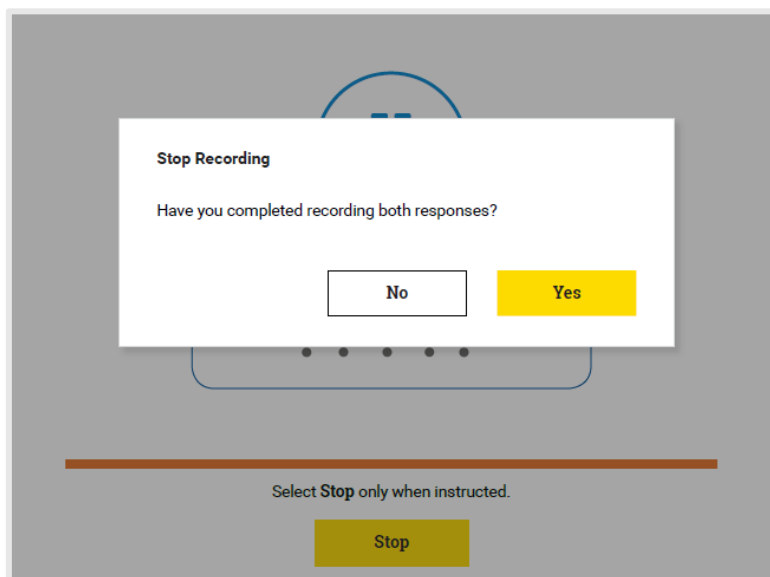 Stop Recording
Have you completed recording both responses?
No
Yes
Select Stop only when instructed.
Stop